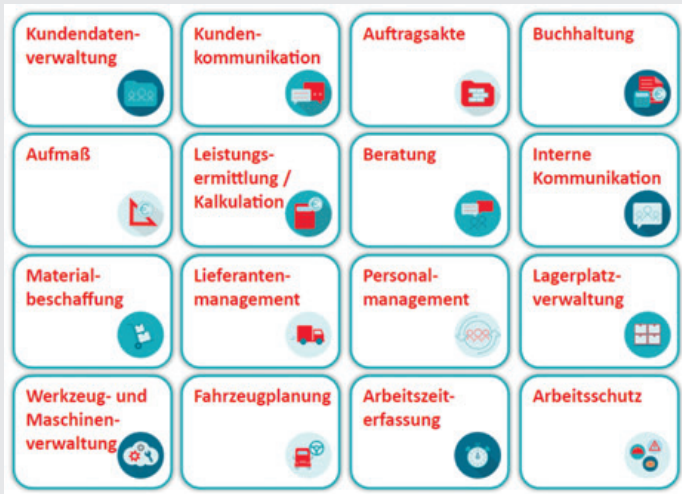 Kundendaten-
verwaltung
Kunden-
kommunikation
Auftragsakte
Buchhaltung
Aufmaß
Leistungs-
ermittlung /
Kalkulation
Beratung
Interne
Kommunikation
Material-
beschaffung
Lieferanten-
management
Personal-
management
Lagerplatz-
verwaltung
Werkzeug- und
Maschinen-
verwaltung
Fahrzeugplanung
Arbeitszeit-
erfassung
Arbeitsschutz